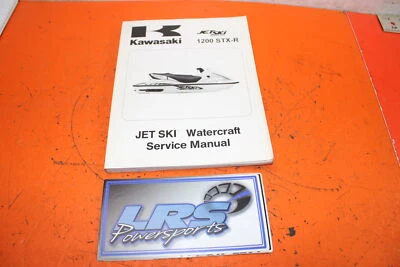 Kawasaki
JET SKI
1200 STX-R
JET SKI Watercraft
Service Manual
LRS
Powersports